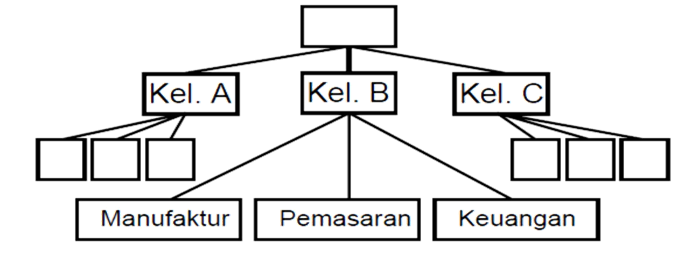 Kel. A
Kel. B
Kel. C
Manufaktur
Pemasaran
Keuangan